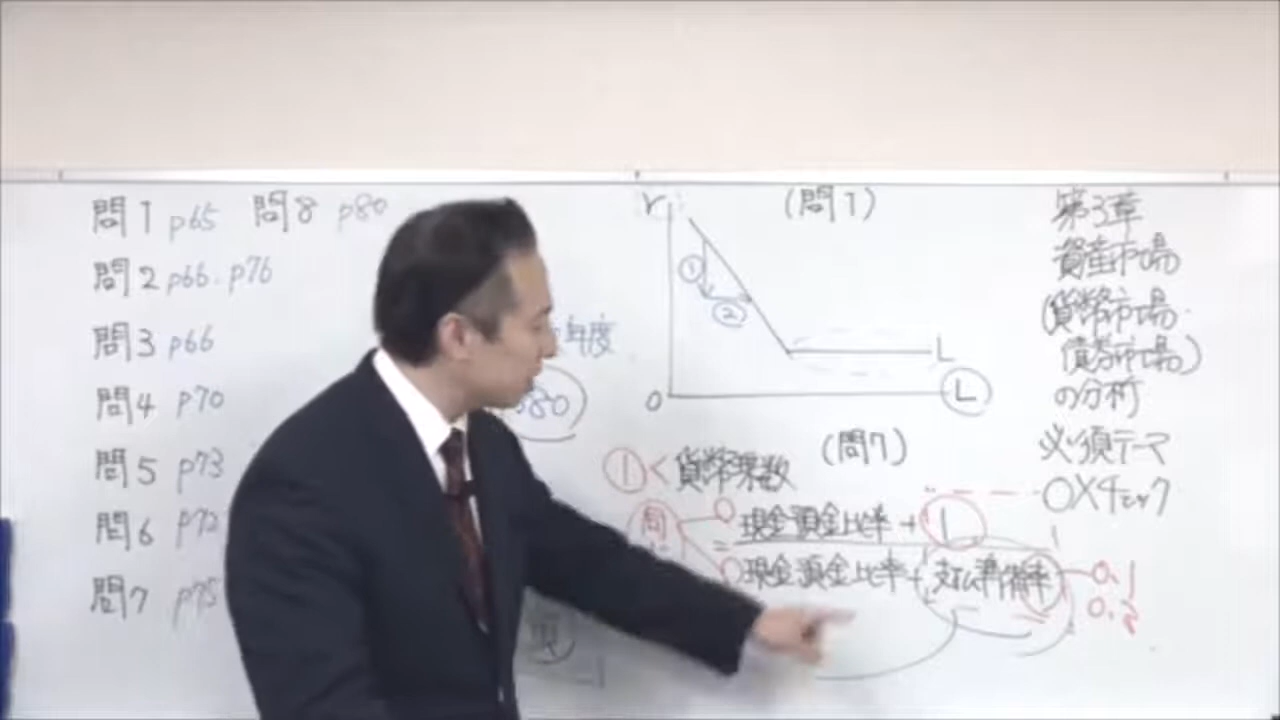 問1 p65 問8 p80
問2 p66.p76
問3 p66
問4 p70
問5 p73
問6 p72
問7 p75
年度
(問1)
r
①
②
L
0
L
(問7)
①<貨幣乗数
現金預金比率+1
=
現金預金比率+支払準備率
0.1
0.2
第3章
資産市場
(貨幣市場・
債券市場)
の分析
必須テーマ
○×チェック